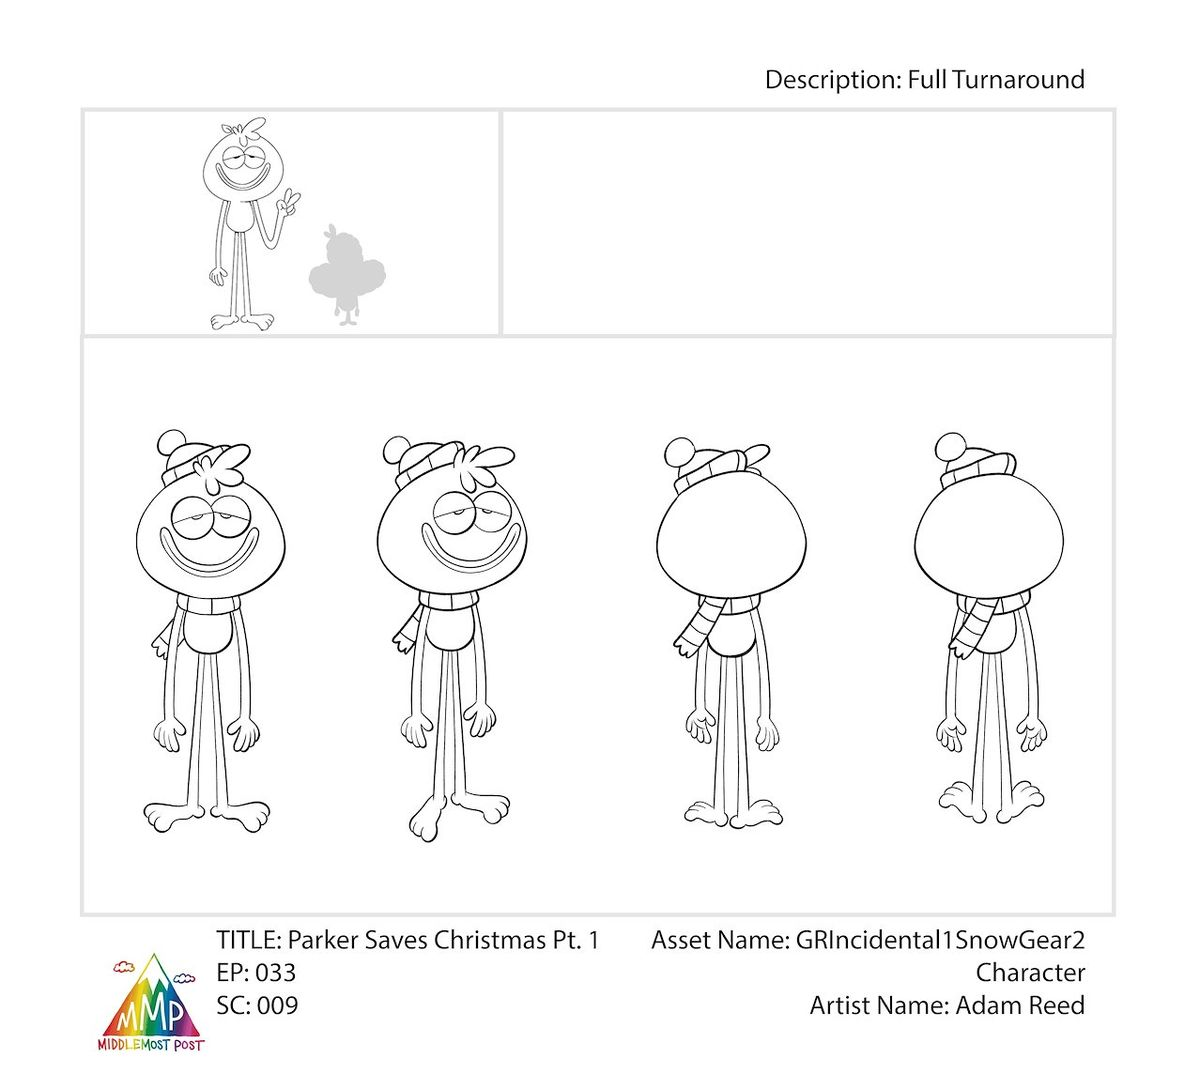 Description: Full Turnaround
TITLE: Parker Saves Christmas Pt. 1
EP: 033
SC: 009
Asset Name: GRIncidental1SnowGear2
Character
Artist Name: Adam Reed
MMP
MIDDLEMOST POST